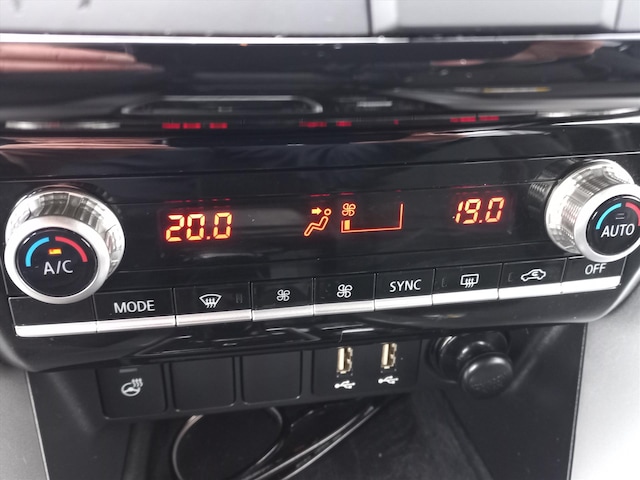 20.0 19.0
A/C AUTO
MODE SYNC OFF